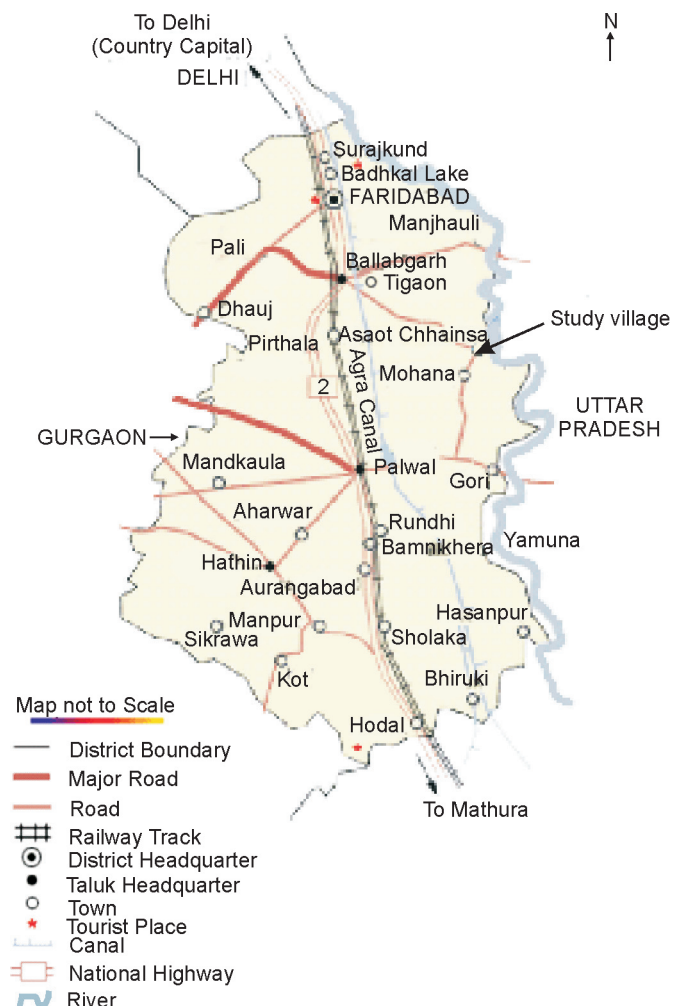 To Delhi
(Country Capital)
DELHI
N
Surajkund
Badhkal Lake
FARIDABAD
Manjhauli
Pali
Ballabgarh
Tigaon
Dhauj
Study village
Pirthala
Asaot Chhainsa
Mohana
Agra Canal
2
UTTAR
PRADESH
GURGAON
Mandkaula
Palwal
Gori
Aharwar
Rundhi
Bamnikhera
Yamuna
Hathin
Aurangabad
Hasanpur
Manpur
Sikrawa
Sholaka
Kot
Bhiruki
Hodal
To Mathura
Map not to Scale
District Boundary
Major Road
Road
Railway Track
District Headquarter
Taluk Headquarter
Town
Tourist Place
Canal
National Highway
River